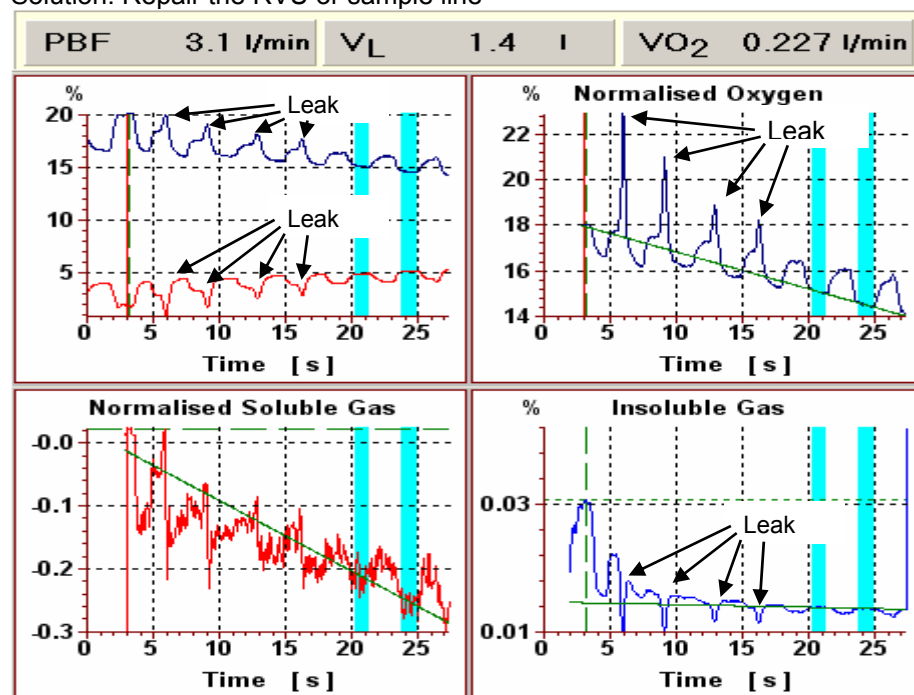 Solution: Repair the RVU or sample line
PBF 3.1 l/min VL 1.4 l VO2 0.227 l/min
%
20
15
10
5
0 5 10 15 20 25
Time [s]
Leak
Leak
% Normalised Oxygen
22
20
18
16
14
0 5 10 15 20 25
Time [s]
Leak
Normalised Soluble Gas
-0.0
-0.1
-0.2
-0.3
0 5 10 15 20 25
Time [s]
% Insoluble Gas
0.03
0.01
0 5 10 15 20 25
Time [s]
Leak